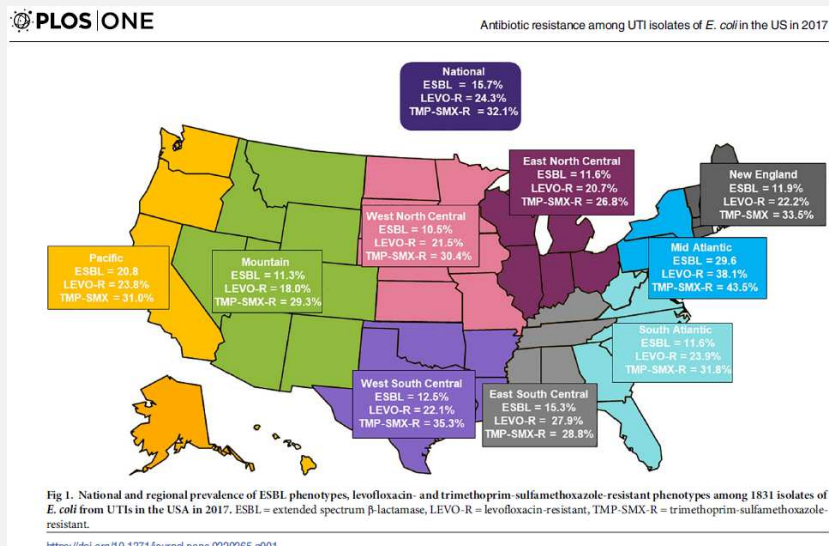 PLOS ONE
Antibiotic resistance among UTI isolates of E. coli in the US in 2017
National
ESBL = 15.7%
LEVO-R = 24.3%
TMP-SMX-R = 32.1%
East North Central
ESBL = 11.6%
LEVO-R = 20.7%
TMP-SMX-R = 26.8%
New England
ESBL = 11.9%
LEVO-R = 22.2%
TMP-SMX = 33.5%
West North Central
ESBL = 10.5%
LEVO-R = 21.5%
TMP-SMX-R = 30.4%
Pacific
ESBL = 20.8
LEVO-R = 23.8%
TMP-SMX = 31.0%
Mountain
ESBL = 11.3%
LEVO-R = 18.0%
TMP-SMX-R = 29.3%
Mid Atlantic
ESBL = 29.6
LEVO-R = 38.1%
TMP-SMX-R = 43.5%
South Atlantic
ESBL = 11.6%
LEVO-R = 23.9%
TMP-SMX-R = 31.8%
West South Central
ESBL = 12.5%
LEVO-R = 22.1%
TMP-SMX-R = 35.3%
East South Central
ESBL = 15.3%
LEVO-R = 27.9%
TMP-SMX-R = 28.8%
Fig 1. National and regional prevalence of ESBL phenotypes, levofloxacin- and trimethoprim-sulfamethoxazole-resistant phenotypes among 1831 isolates of
E. coli from UTIs in the USA in 2017. ESBL = extended spectrum β-lactamase, LEVO-R = levofloxacin-resistant, TMP-SMX-R = trimethoprim-sulfamethoxazole-
resistant.